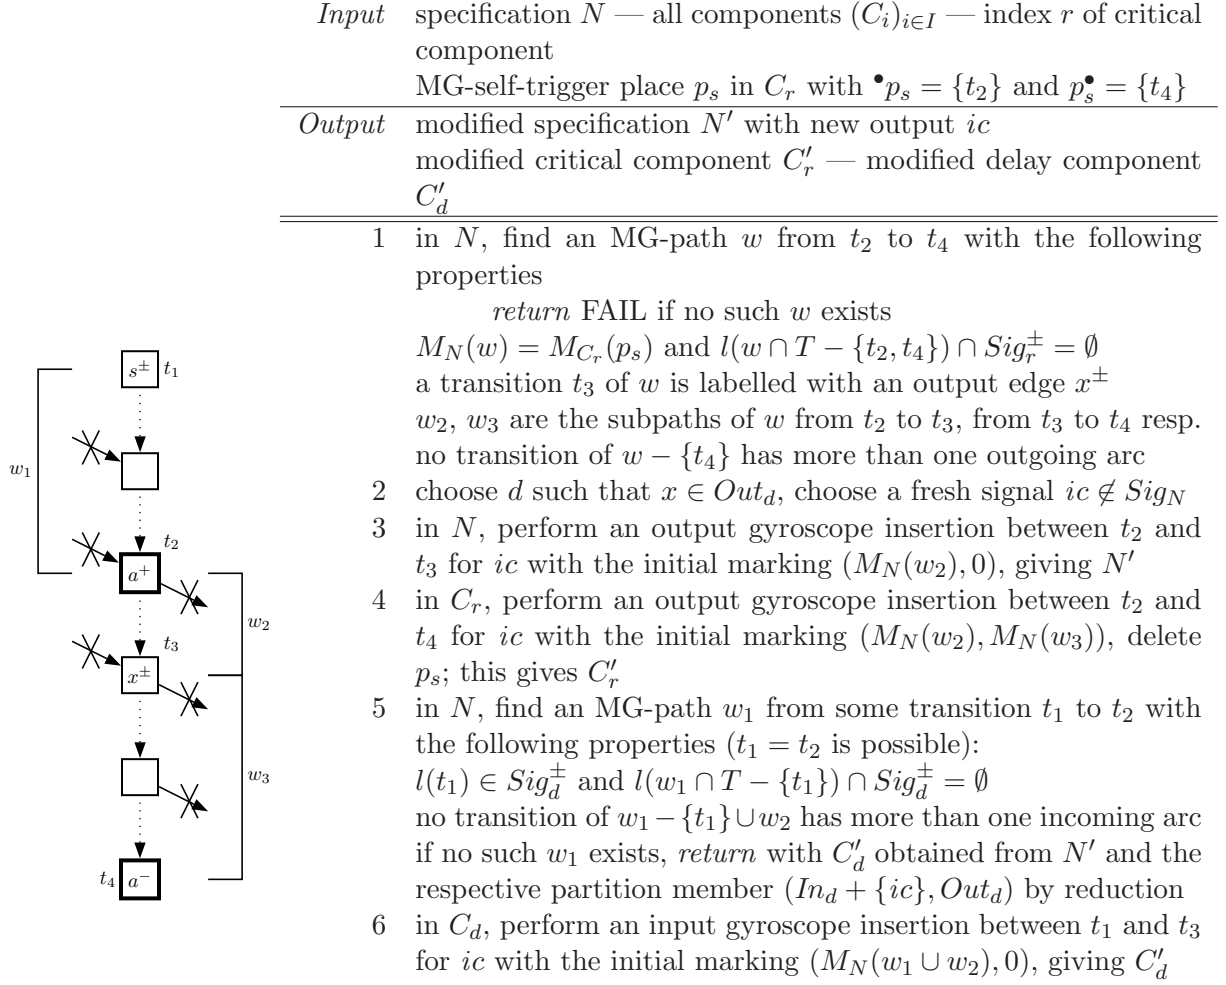 Input specification N — all components (C_i)_{i∈I} — index r of critical
component
MG-self-trigger place p_s in C_r with •p_s = {t_2} and p_s• = {t_4}
Output modified specification N′ with new output ic
modified critical component C′_r — modified delay component
C′_d
1 in N, find an MG-path w from t_2 to t_4 with the following
properties
return FAIL if no such w exists
M_N(w) = M_{C_r}(p_s) and l(w ∩ T − {t_2, t_4}) ∩ Sig_r^± = ∅
a transition t_3 of w is labelled with an output edge x^±
w_2, w_3 are the subpaths of w from t_2 to t_3, from t_3 to t_4 resp.
no transition of w − {t_4} has more than one outgoing arc
2 choose d such that x ∈ Out_d, choose a fresh signal ic ∉ Sig_N
3 in N, perform an output gyroscope insertion between t_2 and
t_3 for ic with the initial marking (M_N(w_2), 0), giving N′
4 in C_r, perform an output gyroscope insertion between t_2 and
t_4 for ic with the initial marking (M_N(w_2), M_N(w_3)), delete
p_s; this gives C′_r
5 in N, find an MG-path w_1 from some transition t_1 to t_2 with
the following properties (t_1 = t_2 is possible):
l(t_1) ∈ Sig_d^± and l(w_1 ∩ T − {t_1}) ∩ Sig_d^± = ∅
no transition of w_1 − {t_1} ∪ w_2 has more than one incoming arc
if no such w_1 exists, return with C′_d obtained from N′ and the
respective partition member (In_d + {ic}, Out_d) by reduction
6 in C_d, perform an input gyroscope insertion between t_1 and t_3
for ic with the initial marking (M_N(w_1 ∪ w_2), 0), giving C′_d
s^± t_1
w_1
t_2
a^+
w_2
t_3
x^±
w_3
t_4 a^−